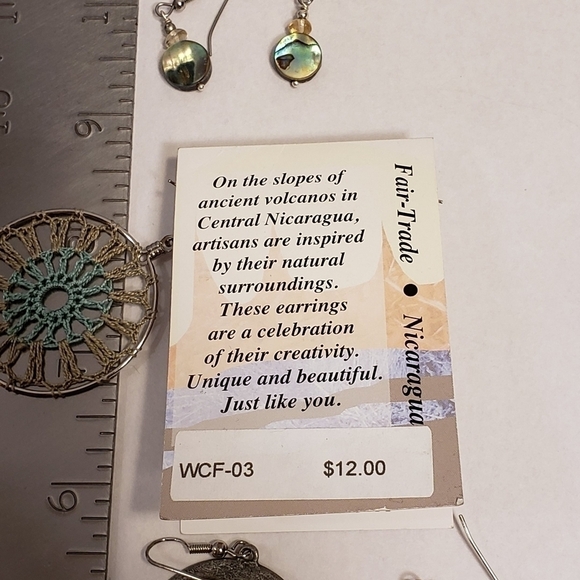 On the slopes of
ancient volcanos in
Central Nicaragua,
artisans are inspired
by their natural
surroundings.
These earrings
are a celebration
of their creativity.
Unique and beautiful.
Just like you.
Fair-Trade ● Nicaragua
WCF-03 $12.00